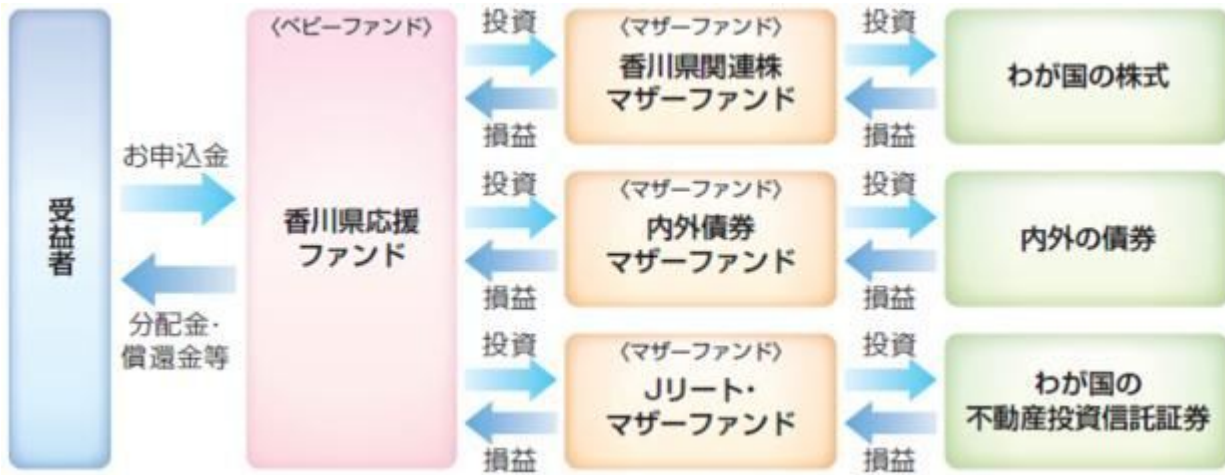 受益者
お申込金
分配金・
償還金等
〈ベビーファンド〉
香川県応援
ファンド
投資
損益
〈マザーファンド〉
香川県関連株
マザーファンド
投資
損益
わが国の株式
投資
損益
〈マザーファンド〉
内外債券
マザーファンド
投資
損益
内外の債券
投資
損益
〈マザーファンド〉
Jリート・
マザーファンド
投資
損益
わが国の
不動産投資信託証券